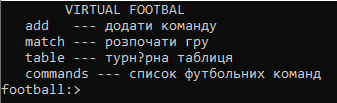 VIRTUAL FOOTBAL
add --- додати команду
match --- розпочати гру
table --- турн?рна таблиця
commands --- список футбольних команд
football:>